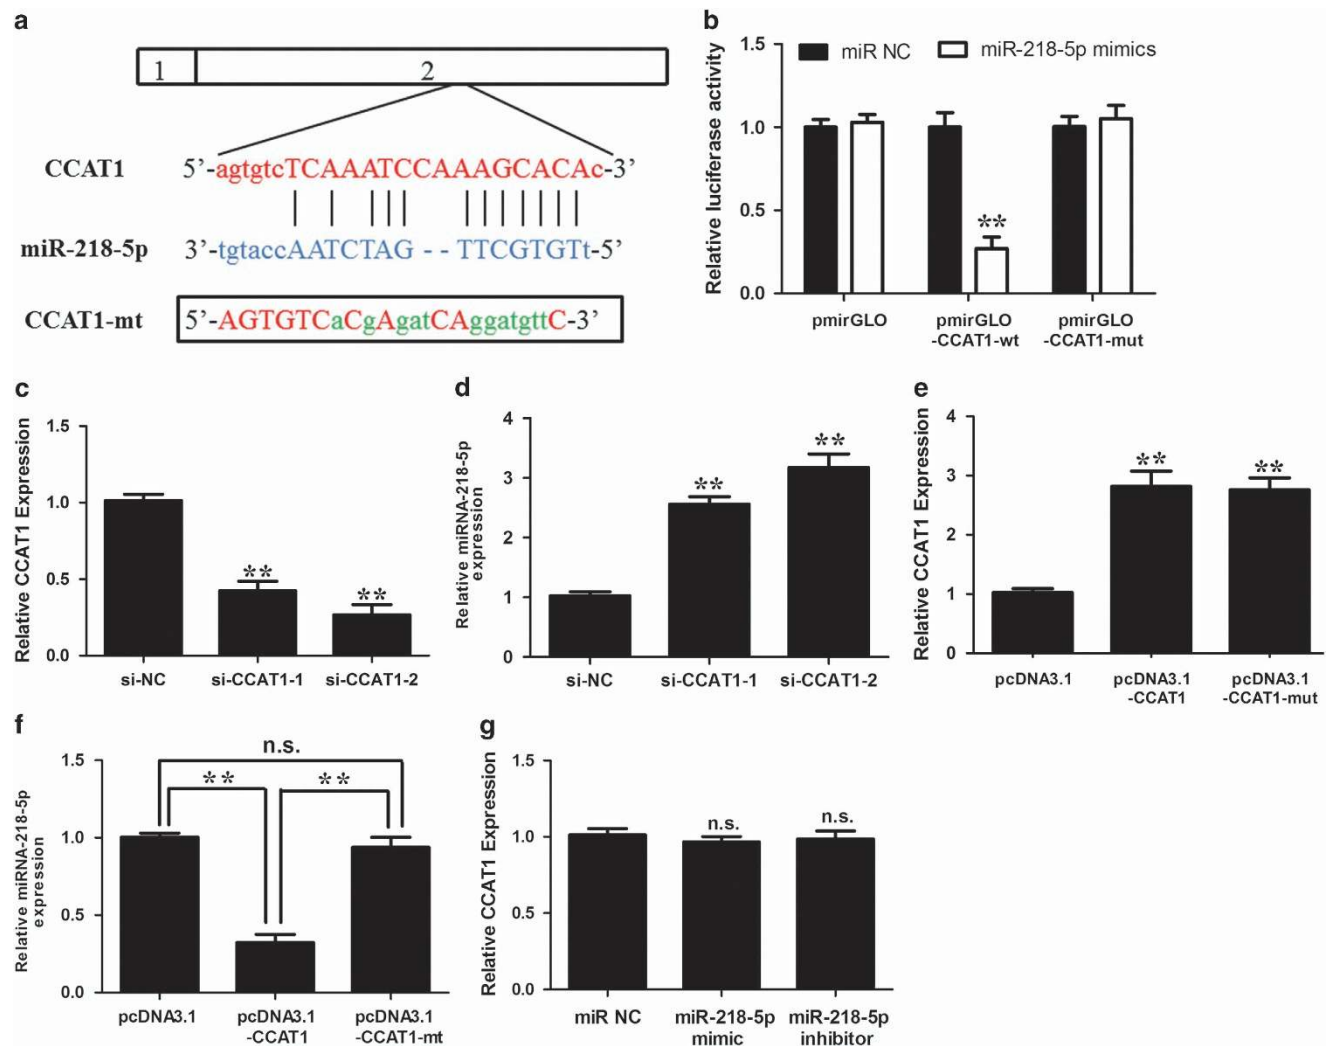 a
1
2
CCAT1 5’-agtgtcTCAAATCCAAAGCACAc-3’
miR-218-5p 3’-tgtaccAATCTAG--TTCGTGTt-5’
CCAT1-mt 5’-AGTGTCaCgAgatCAggatgttC-3’
b
Relative luciferase activity
1.5
1.0
0.5
0.0
miR NC
miR-218-5p mimics
**
pmirGLO
pmirGLO
-CCAT1-wt
pmirGLO
-CCAT1-mut
c
Relative CCAT1 Expression
1.5
1.0
0.5
0.0
**
**
si-NC
si-CCAT1-1
si-CCAT1-2
d
Relative miRNA-218-5p
expression
4
3
2
1
0
**
**
si-NC
si-CCAT1-1
si-CCAT1-2
e
Relative CCAT1 Expression
4
3
2
1
0
**
**
pcDNA3.1
pcDNA3.1
-CCAT1
pcDNA3.1
-CCAT1-mut
f
Relative miRNA-218-5p
expression
1.5
1.0
0.5
0.0
n.s.
**
**
pcDNA3.1
pcDNA3.1
-CCAT1
pcDNA3.1
-CCAT1-mt
g
Relative CCAT1 Expression
1.5
1.0
0.5
0.0
n.s.
n.s.
miR NC
miR-218-5p
mimic
miR-218-5p
inhibitor